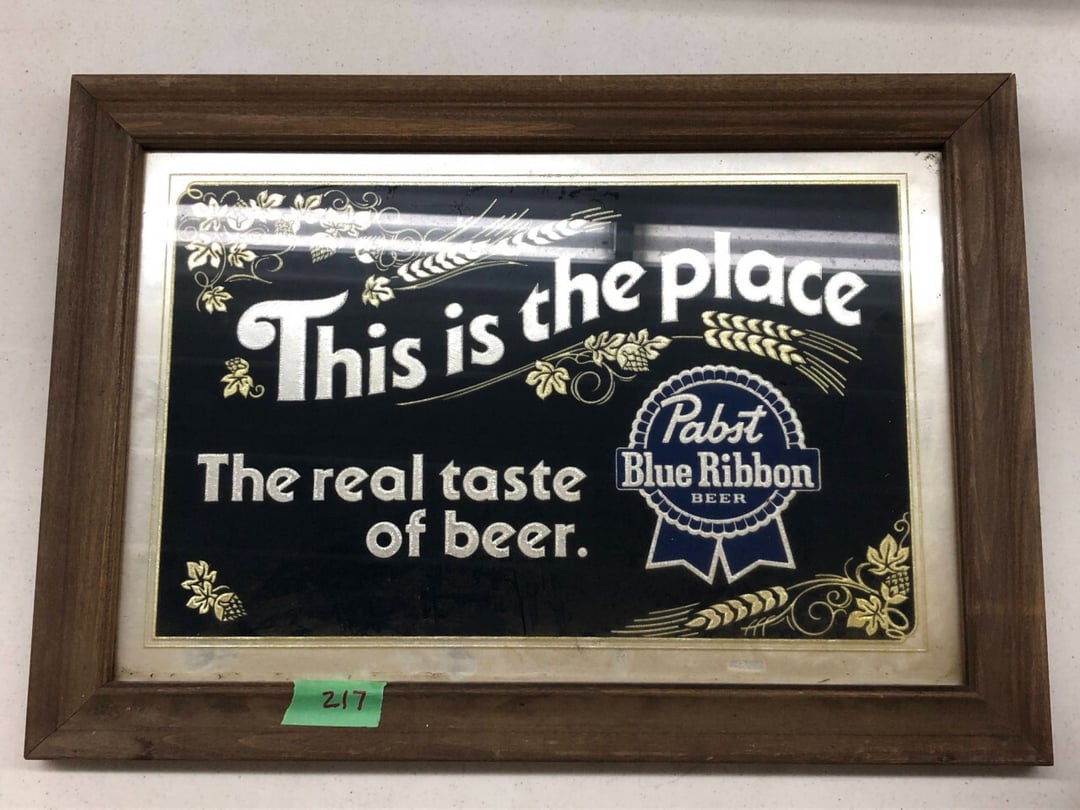 This is the place
The real taste
of beer.
Pabst
Blue Ribbon
BEER
217